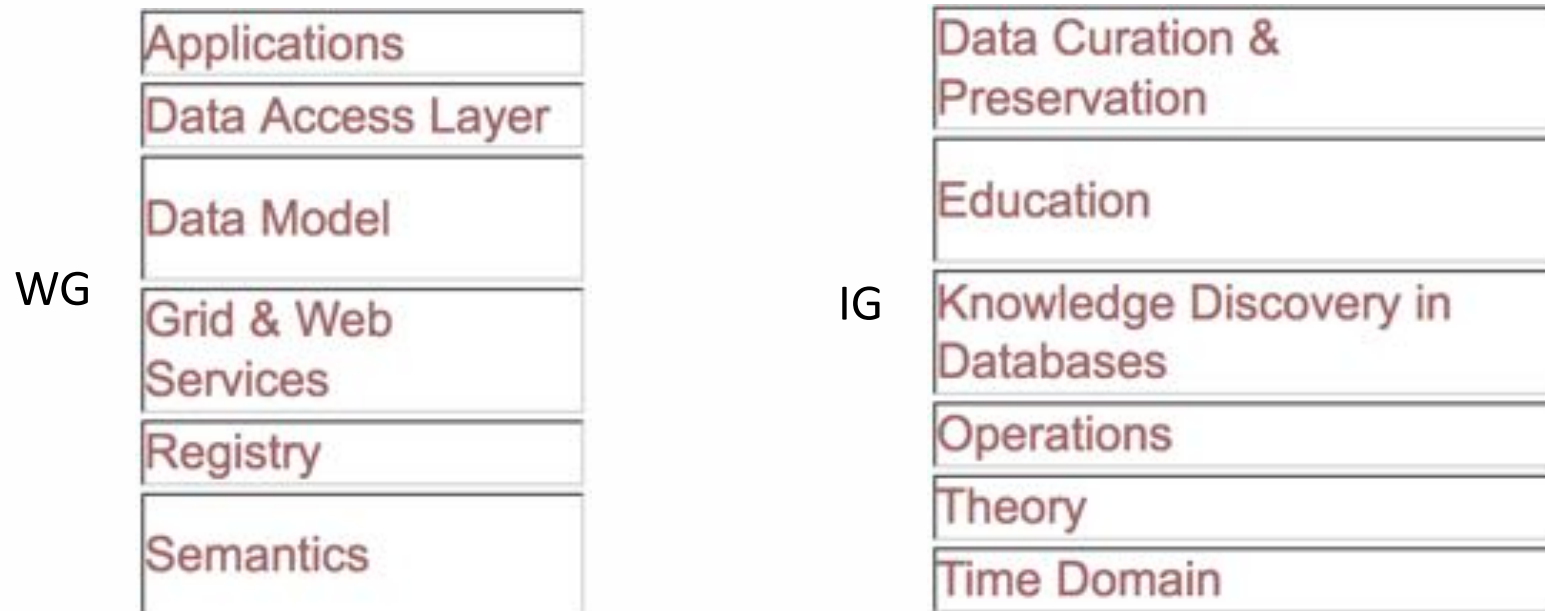 WG
Applications
Data Access Layer
Data Model
Grid & Web
Services
Registry
Semantics
IG
Data Curation &
Preservation
Education
Knowledge Discovery in
Databases
Operations
Theory
Time Domain